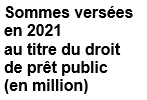 Sommes versées
en 2021
au titre du droit
de prêt public
(en million)